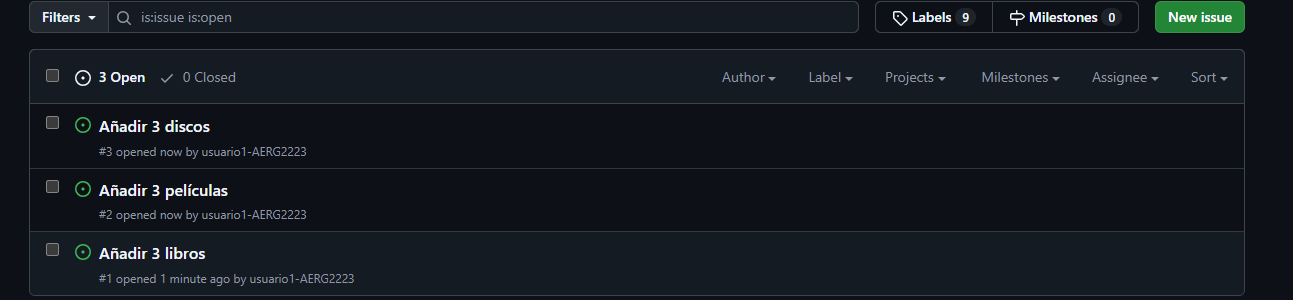 Filters is:issue is:open Labels 9 Milestones 0 New issue
3 Open 0 Closed Author Label Projects Milestones Assignee Sort
Añadir 3 discos
#3 opened now by usuario1-AERG2223
Añadir 3 películas
#2 opened now by usuario1-AERG2223
Añadir 3 libros
#1 opened 1 minute ago by usuario1-AERG2223